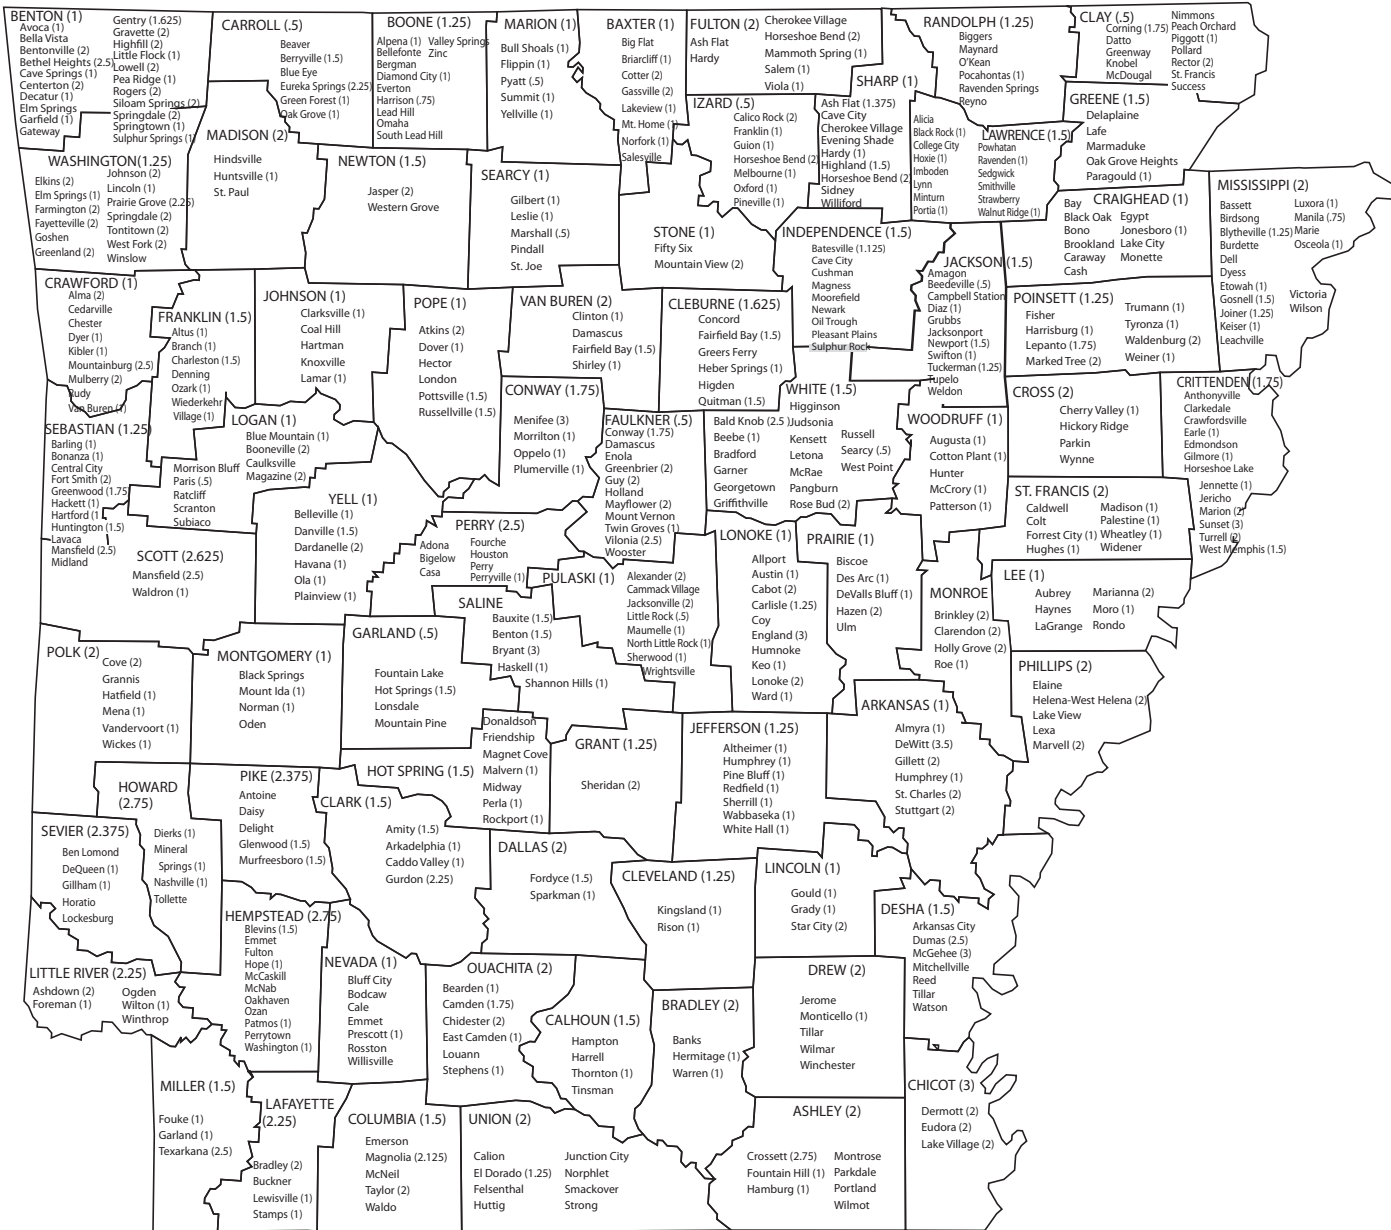 BENTON (1)
Avoca (1)
Bella Vista
Bentonville (2)
Bethel Heights (2.5)
Cave Springs (1)
Centerton (2)
Decatur (1)
Elm Springs
Garfield (1)
Gateway
Gentry (1.625)
Gravette (2)
Highfill (2)
Little Flock (1)
Lowell (2)
Pea Ridge (1)
Rogers (2)
Siloam Springs (2)
Springdale (2)
Springtown (1)
Sulphur Springs (1)
CARROLL (.5)
Beaver
Berryville (1.5)
Blue Eye
Eureka Springs (2.25)
Green Forest (1)
Oak Grove (1)
BOONE (1.25)
Alpena (1)
Bellefonte
Bergman
Diamond City (1)
Everton
Harrison (.75)
Lead Hill
Omaha
South Lead Hill
Valley Springs
Zinc
MARION (1)
Bull Shoals (1)
Flippin (1)
Pyatt (.5)
Summit (1)
Yellville (1)
BAXTER (1)
Big Flat
Briarcliff (1)
Cotter (2)
Gassville (2)
Lakeview (1)
Mt. Home (1)
Norfork (1)
Salesville
FULTON (2)
Ash Flat
Hardy
Cherokee Village
Horseshoe Bend (2)
Mammoth Spring (1)
Salem (1)
Viola (1)
SHARP (1)
Ash Flat (1.375)
Cave City
Cherokee Village
Evening Shade
Hardy (1)
Highland (1.5)
Horseshoe Bend (2)
Sidney
Williford
RANDOLPH (1.25)
Biggers
Maynard
O'Kean
Pocahontas (1)
Ravenden Springs
Reyno
CLAY (.5)
Corning (1.75)
Datto
Greenway
Knobel
McDougal
Nimmons
Peach Orchard
Piggott (1)
Pollard
Rector (2)
St. Francis
Success
GREENE (1.5)
Delaplaine
Lafe
Marmaduke
Oak Grove Heights
Paragould (1)
IZARD (.5)
Calico Rock (2)
Franklin (1)
Guion (1)
Horseshoe Bend (2)
Melbourne (1)
Oxford (1)
Pineville (1)
LAWRENCE (1.5)
Alicia
Black Rock (1)
College City
Hoxie (1)
Imboden
Lynn
Minturn
Portia (1)
Powhatan
Ravenden (1)
Sedgwick
Smithville
Strawberry
Walnut Ridge (1)
MADISON (2)
Hindsville
Huntsville (1)
St. Paul
WASHINGTON(1.25)
Elkins (2)
Elm Springs (1)
Farmington (2)
Fayetteville (2)
Goshen
Greenland (2)
Johnson (2)
Lincoln (1)
Prairie Grove (2.25)
Springdale (2)
Tontitown (2)
West Fork (2)
Winslow
NEWTON (1.5)
Jasper (2)
Western Grove
SEARCY (1)
Gilbert (1)
Leslie (1)
Marshall (.5)
Pindall
St. Joe
STONE (1)
Fifty Six
Mountain View (2)
INDEPENDENCE (1.5)
Batesville (1.125)
Cave City
Cushman
Magness
Moorefield
Newark
Oil Trough
Pleasant Plains
Sulphur Rock
JACKSON (1.5)
Amagon
Beedeville (.5)
Campbell Station
Diaz (1)
Grubbs
Jacksonport
Newport (1.5)
Swifton (1)
Tuckerman (1.25)
Tupelo
Weldon
CRAIGHEAD (1)
Bay
Black Oak
Bono
Brookland
Caraway
Cash
Egypt
Jonesboro (1)
Lake City
Monette
MISSISSIPPI (2)
Bassett
Birdsong
Blytheville (1.25)
Burdette
Dell
Dyess
Etowah (1)
Gosnell (1.5)
Joiner (1.25)
Keiser (1)
Leachville
Luxora (1)
Manila (.75)
Marie
Osceola (1)
Victoria
Wilson
CRAWFORD (1)
Alma (2)
Cedarville
Chester
Dyer (1)
Kibler (1)
Mountainburg (2.5)
Mulberry (2)
Rudy
Van Buren (1)
FRANKLIN (1.5)
Altus (1)
Branch (1)
Charleston (1.5)
Denning
Ozark (1)
Wiederkehr
Village (1)
JOHNSON (1)
Clarksville (1)
Coal Hill
Hartman
Knoxville
Lamar (1)
POPE (1)
Atkins (2)
Dover (1)
Hector
London
Pottsville (1.5)
Russellville (1.5)
VAN BUREN (2)
Clinton (1)
Damascus
Fairfield Bay (1.5)
Shirley (1)
CLEBURNE (1.625)
Concord
Fairfield Bay (1.5)
Greers Ferry
Heber Springs (1)
Higden
Quitman (1.5)
POINSETT (1.25)
Fisher
Harrisburg (1)
Lepanto (1.75)
Marked Tree (2)
Trumann (1)
Tyronza (1)
Waldenburg (2)
Weiner (1)
CROSS (2)
Cherry Valley (1)
Hickory Ridge
Parkin
Wynne
CRITTENDEN (1.75)
Anthonyville
Clarkedale
Crawfordsville
Earle (1)
Edmondson
Gilmore (1)
Horseshoe Lake
Jennette (1)
Jericho
Marion (2)
Sunset (3)
Turrell (2)
West Memphis (1.5)
SEBASTIAN (1.25)
Barling (1)
Bonanza (1)
Central City
Fort Smith (2)
Greenwood (1.75)
Hackett (1)
Hartford (1)
Huntington (1.5)
Lavaca
Mansfield (2.5)
Midland
LOGAN (1)
Blue Mountain (1)
Booneville (2)
Caulksville
Magazine (2)
Morrison Bluff
Paris (.5)
Ratcliff
Scranton
Subiaco
CONWAY (1.75)
Menifee (3)
Morrilton (1)
Oppelo (1)
Plumerville (1)
FAULKNER (.5)
Conway (1.75)
Damascus
Enola
Greenbrier (2)
Guy (2)
Holland
Mayflower (2)
Mount Vernon
Twin Groves (1)
Vilonia (2.5)
Wooster
WHITE (1.5)
Bald Knob (2.5)
Beebe (1)
Bradford
Garner
Georgetown
Griffithville
Higginson
Judsonia
Kensett
Letona
McRae
Pangburn
Rose Bud (2)
Russell
Searcy (.5)
West Point
WOODRUFF (1)
Augusta (1)
Cotton Plant (1)
Hunter
McCrory (1)
Patterson (1)
ST. FRANCIS (2)
Caldwell
Colt
Forrest City (1)
Hughes (1)
Madison (1)
Palestine (1)
Wheatley (1)
Widener
SCOTT (2.625)
Mansfield (2.5)
Waldron (1)
YELL (1)
Belleville (1)
Danville (1.5)
Dardanelle (2)
Havana (1)
Ola (1)
Plainview (1)
PERRY (2.5)
Adona
Bigelow
Casa
Fourche
Houston
Perry
Perryville (1)
PULASKI (1)
Alexander (2)
Cammack Village
Jacksonville (2)
Little Rock (.5)
Maumelle (1)
North Little Rock (1)
Sherwood (1)
Wrightsville
LONOKE (1)
Allport
Austin (1)
Cabot (2)
Carlisle (1.25)
Coy
England (3)
Humnoke
Keo (1)
Lonoke (2)
Ward (1)
PRAIRIE (1)
Biscoe
Des Arc (1)
DeValls Bluff (1)
Hazen (2)
Ulm
MONROE
Brinkley (2)
Clarendon (2)
Holly Grove (2)
Roe (1)
LEE (1)
Aubrey
Haynes
LaGrange
Marianna (2)
Moro (1)
Rondo
PHILLIPS (2)
Elaine
Helena-West Helena (2)
Lake View
Lexa
Marvell (2)
POLK (2)
Cove (2)
Grannis
Hatfield (1)
Mena (1)
Vandervoort (1)
Wickes (1)
MONTGOMERY (1)
Black Springs
Mount Ida (1)
Norman (1)
Oden
GARLAND (.5)
Fountain Lake
Hot Springs (1.5)
Lonsdale
Mountain Pine
SALINE
Bauxite (1.5)
Benton (1.5)
Bryant (3)
Haskell (1)
Shannon Hills (1)
HOT SPRING (1.5)
Donaldson
Friendship
Magnet Cove
Malvern (1)
Midway
Perla (1)
Rockport (1)
GRANT (1.25)
Sheridan (2)
JEFFERSON (1.25)
Altheimer (1)
Humphrey (1)
Pine Bluff (1)
Redfield (1)
Sherrill (1)
Wabbaseka (1)
White Hall (1)
ARKANSAS (1)
Almyra (1)
DeWitt (3.5)
Gillett (2)
Humphrey (1)
St. Charles (2)
Stuttgart (2)
HOWARD
(2.75)
Dierks (1)
Mineral
Springs (1)
Nashville (1)
Tollette
PIKE (2.375)
Antoine
Daisy
Delight
Glenwood (1.5)
Murfreesboro (1.5)
CLARK (1.5)
Amity (1.5)
Arkadelphia (1)
Caddo Valley (1)
Gurdon (2.25)
SEVIER (2.375)
Ben Lomond
DeQueen (1)
Gillham (1)
Horatio
Lockesburg
DALLAS (2)
Fordyce (1.5)
Sparkman (1)
CLEVELAND (1.25)
Kingsland (1)
Rison (1)
LINCOLN (1)
Gould (1)
Grady (1)
Star City (2)
DESHA (1.5)
Arkansas City
Dumas (2.5)
McGehee (3)
Mitchellville
Reed
Tillar
Watson
LITTLE RIVER (2.25)
Ashdown (2)
Foreman (1)
Ogden
Wilton (1)
Winthrop
HEMPSTEAD (2.75)
Blevins (1.5)
Emmet
Fulton
Hope (1)
McCaskill
McNab
Oakhaven
Ozan
Patmos (1)
Perrytown
Washington (1)
NEVADA (1)
Bluff City
Bodcaw
Cale
Emmet
Prescott (1)
Rosston
Willisville
OUACHITA (2)
Bearden (1)
Camden (1.75)
Chidester (2)
East Camden (1)
Louann
Stephens (1)
CALHOUN (1.5)
Hampton
Harrell
Thornton (1)
Tinsman
BRADLEY (2)
Banks
Hermitage (1)
Warren (1)
DREW (2)
Jerome
Monticello (1)
Tillar
Wilmar
Winchester
CHICOT (3)
Dermott (2)
Eudora (2)
Lake Village (2)
MILLER (1.5)
Fouke (1)
Garland (1)
Texarkana (2.5)
LAFAYETTE
(2.25)
Bradley (2)
Buckner
Lewisville (1)
Stamps (1)
COLUMBIA (1.5)
Emerson
Magnolia (2.125)
McNeil
Taylor (2)
Waldo
UNION (2)
Calion
El Dorado (1.25)
Felsenthal
Huttig
Junction City
Norphlet
Smackover
Strong
ASHLEY (2)
Crossett (2.75)
Fountain Hill (1)
Hamburg (1)
Montrose
Parkdale
Portland
Wilmot